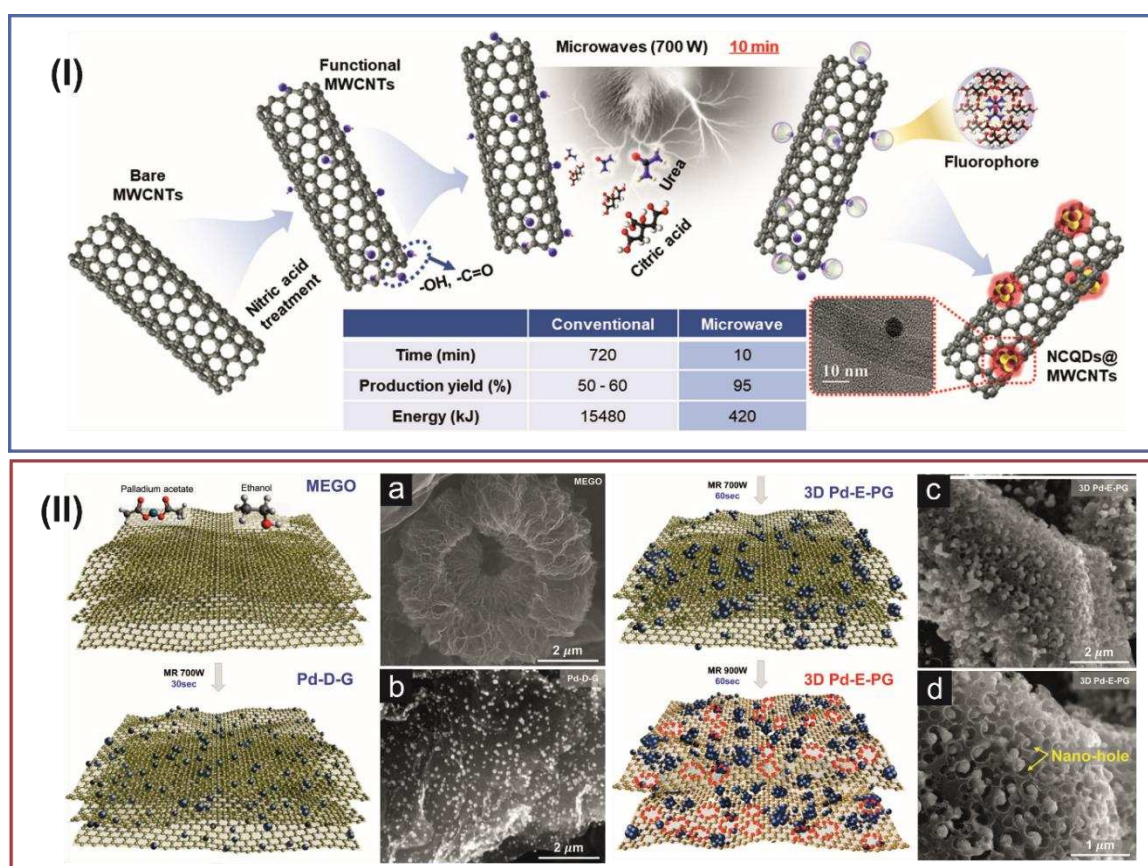 (I)
Bare
MWCNTs
Nitric acid
treatment
Functional
MWCNTs
-OH, -C=O
Microwaves (700 W) 10 min
Urea
Citric acid
Fluorophore
10 nm
NCQDs@
MWCNTs
Conventional Microwave
Time (min) 720 10
Production yield (%) 50 - 60 95
Energy (kJ) 15480 420
(II)
Palladium acetate
Ethanol
MEGO
a
MEGO
2 μm
MR 700W
30sec
Pd-D-G
b
Pd-D-G
2 μm
MR 700W
60sec
3D Pd-E-PG
c
3D Pd-E-PG
2 μm
MR 900W
60sec
3D Pd-E-PG
d
3D Pd-E-PG
Nano-hole
1 μm